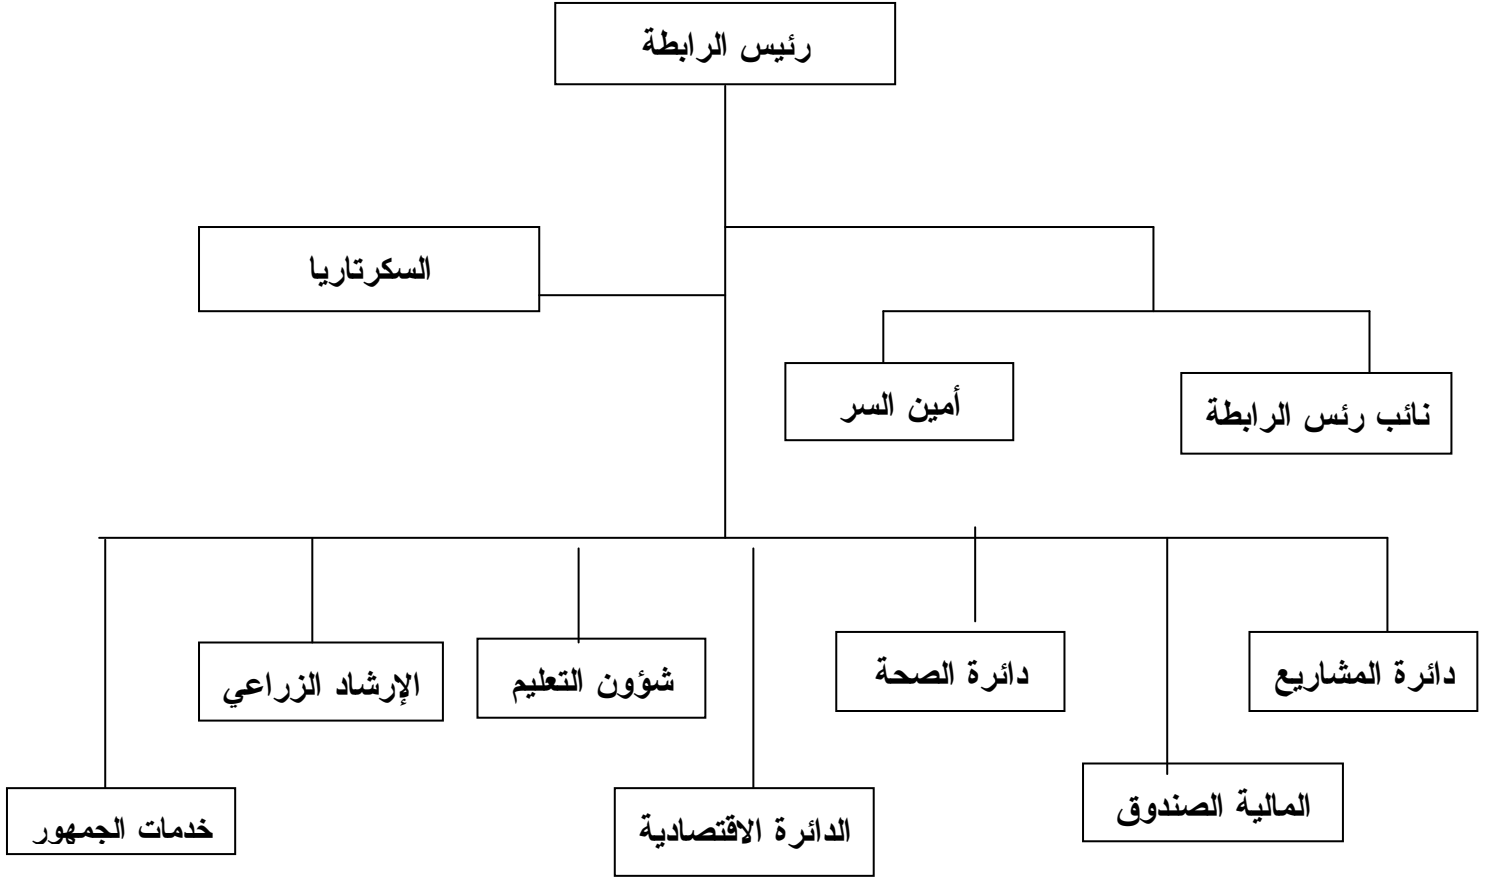 رئيس الرابطة
السكرتاريا
نائب رئس الرابطة
أمين السر
دائرة المشاريع
دائرة الصحة
شؤون التعليم
الإرشاد الزراعي
المالية الصندوق
الدائرة الاقتصادية
خدمات الجمهور